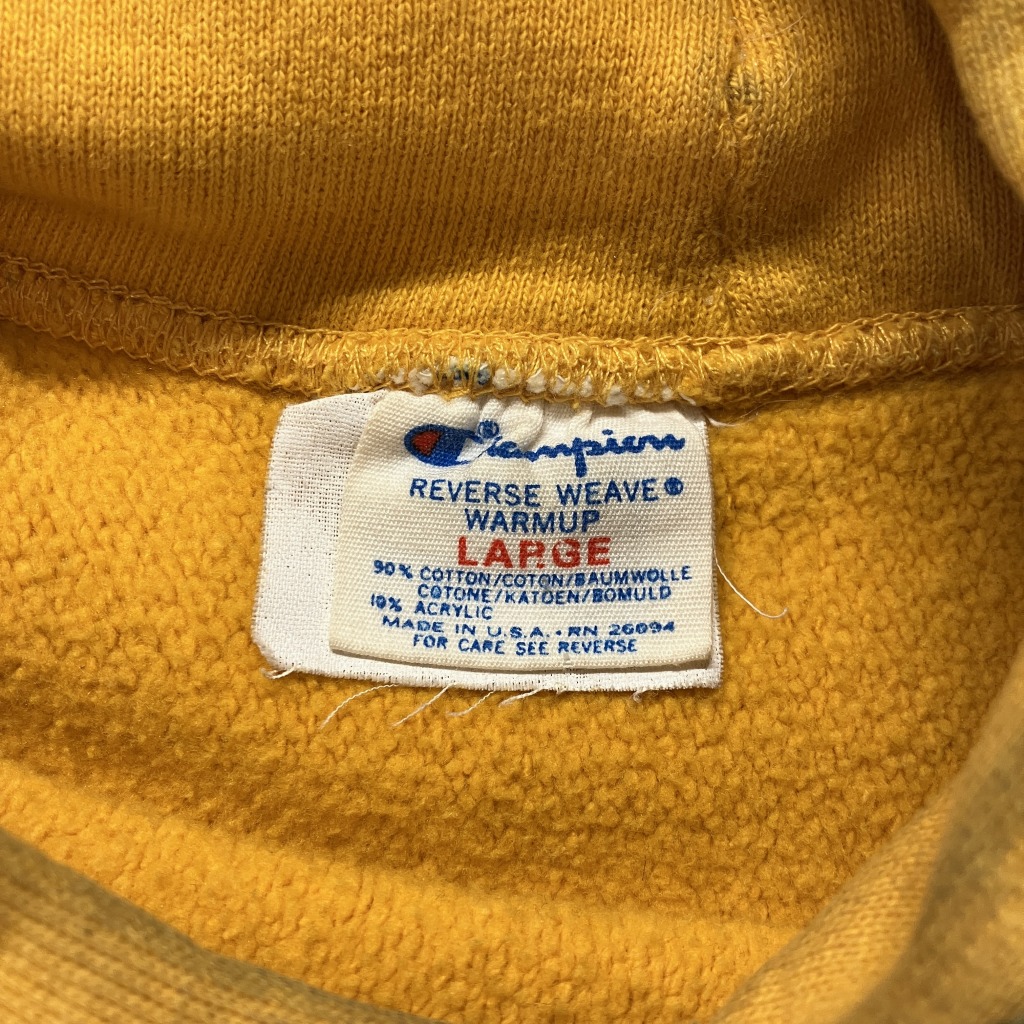 Champion
REVERSE WEAVE®
WARMUP
LARGE
90% COTTON/COTON/BAUMWOLLE
COTONE/KATOEN/BOMULD
10% ACRYLIC
MADE IN U.S.A. • RN 26094
FOR CARE SEE REVERSE